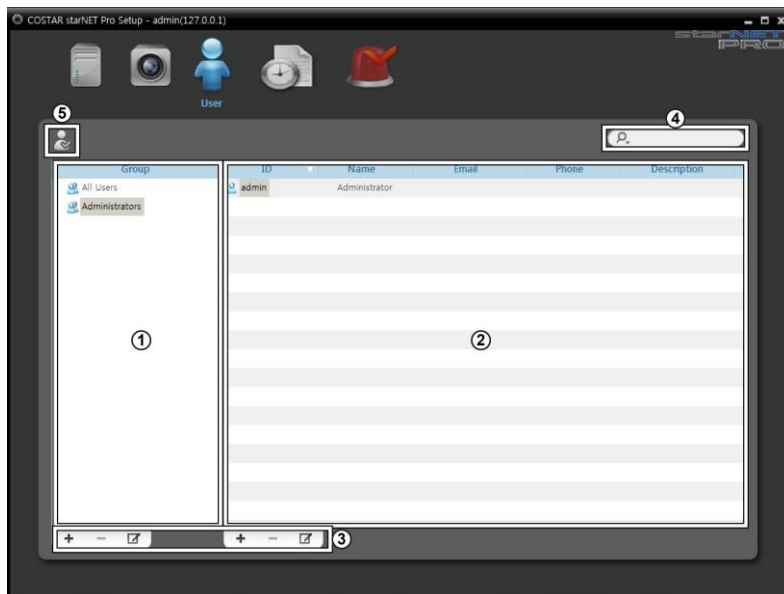 COSTAR starNET Pro Setup - admin(127.0.0.1)
starNET
PRO
User
⑤
④
Group
ID Name Email Phone Description
All Users
admin Administrator
Administrators
①
②
③